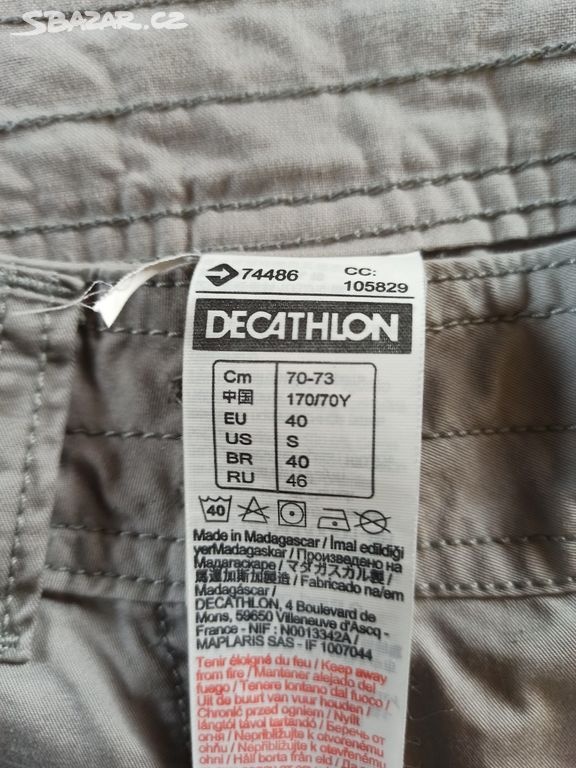 SBAZAR.CZ
74486 CC: 105829
DECATHLON
Cm 70-73
中国 170/70Y
EU 40
US S
BR 40
RU 46
40
Made in Madagascar / İmal edildiği
yerMadagaskar / Произведено на
Мадагаскаре / マダガスカル製 /
馬達加斯加製造 / Fabricado na/em
Madagáscar /
DECATHLON, 4 Boulevard de
Mons, 59650 Villeneuve d'Ascq -
France - NIF : N0013342A /
MAPLARIS SAS - IF 1007044
Tenir éloigné du feu / Keep away
from fire / Mantener alejado del
fuego / Tenere lontano dal fuoco /
Uit de buurt van vuur houden /
Chronić przed ogniem / Nyílt
lángtól távol tartandó / Беречь от
огня / Nepřibližujte k otevřenému
ohni / Nepribližujte k otvorenému
ohňu / Håll borta från eld /